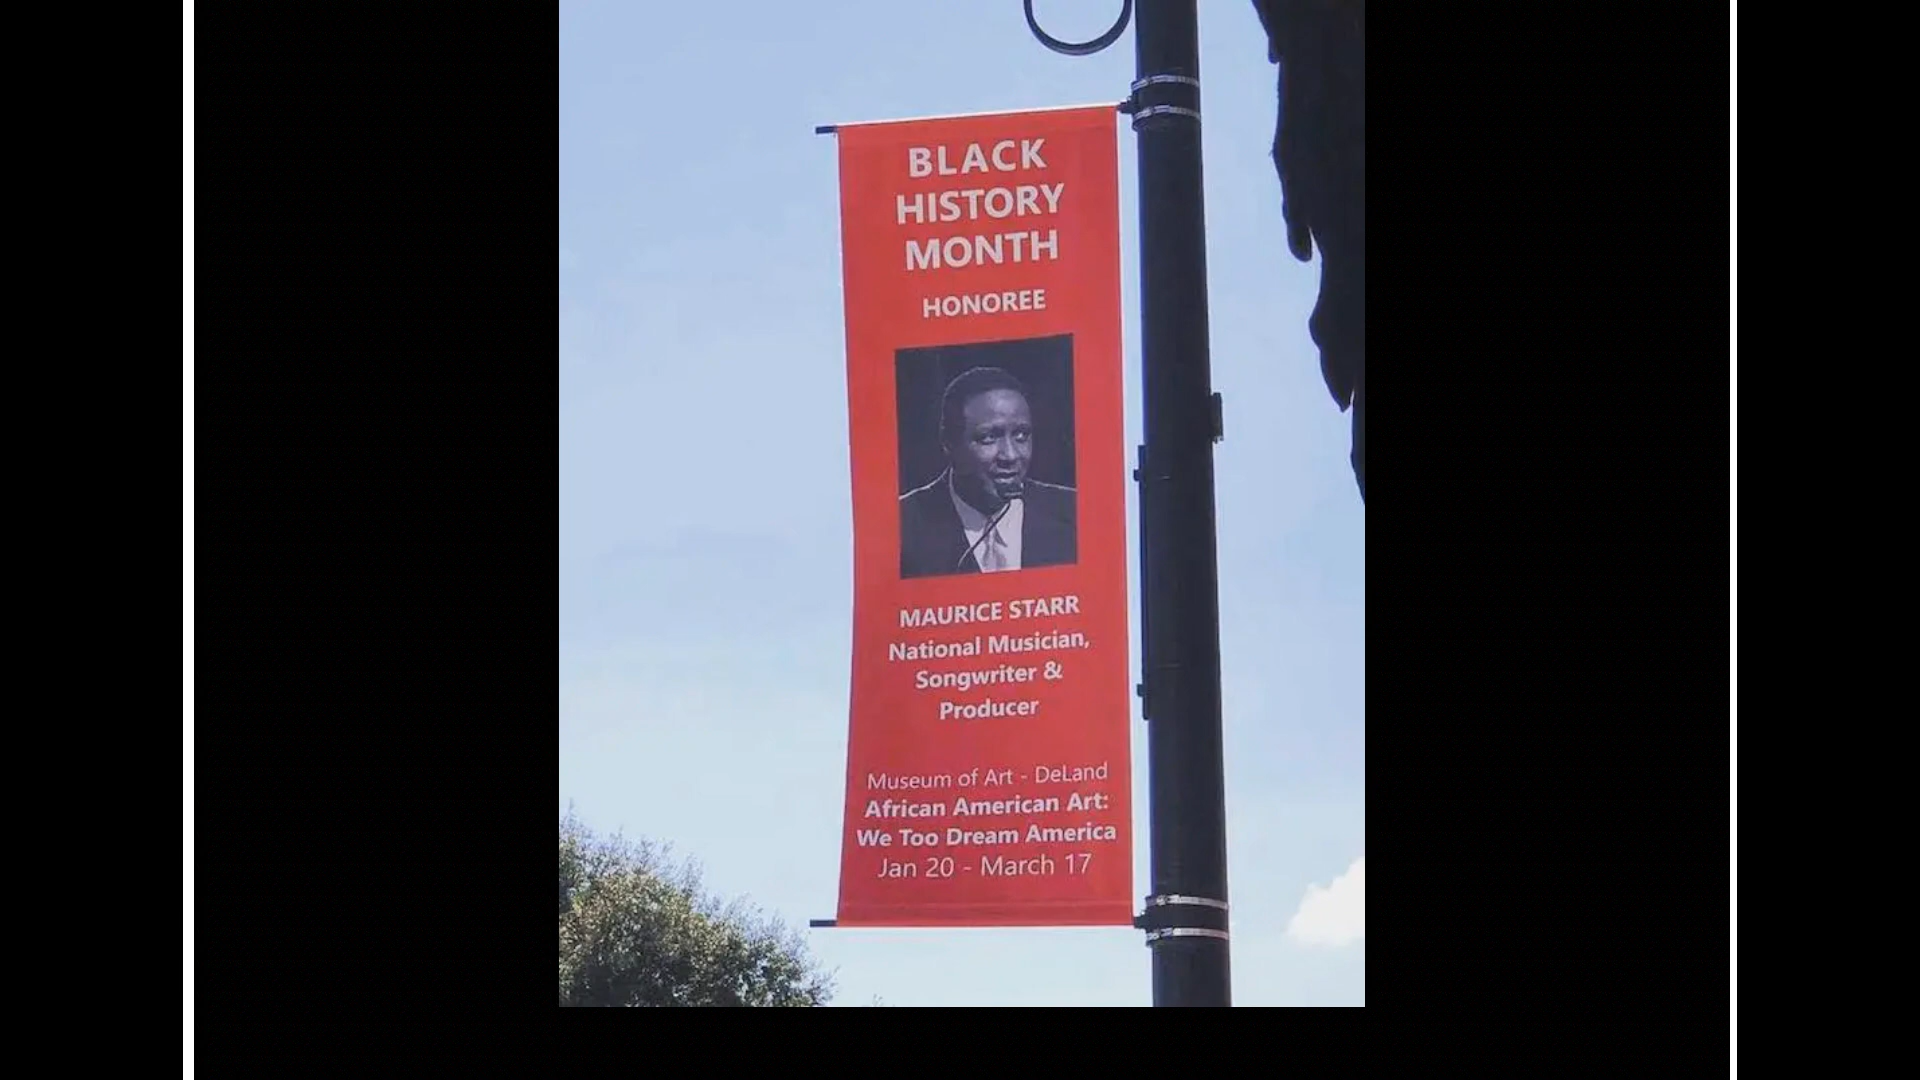 BLACK
HISTORY
MONTH
HONOREE
MAURICE STARR
National Musician,
Songwriter &
Producer
Museum of Art - DeLand
African American Art:
We Too Dream America
Jan 20 - March 17